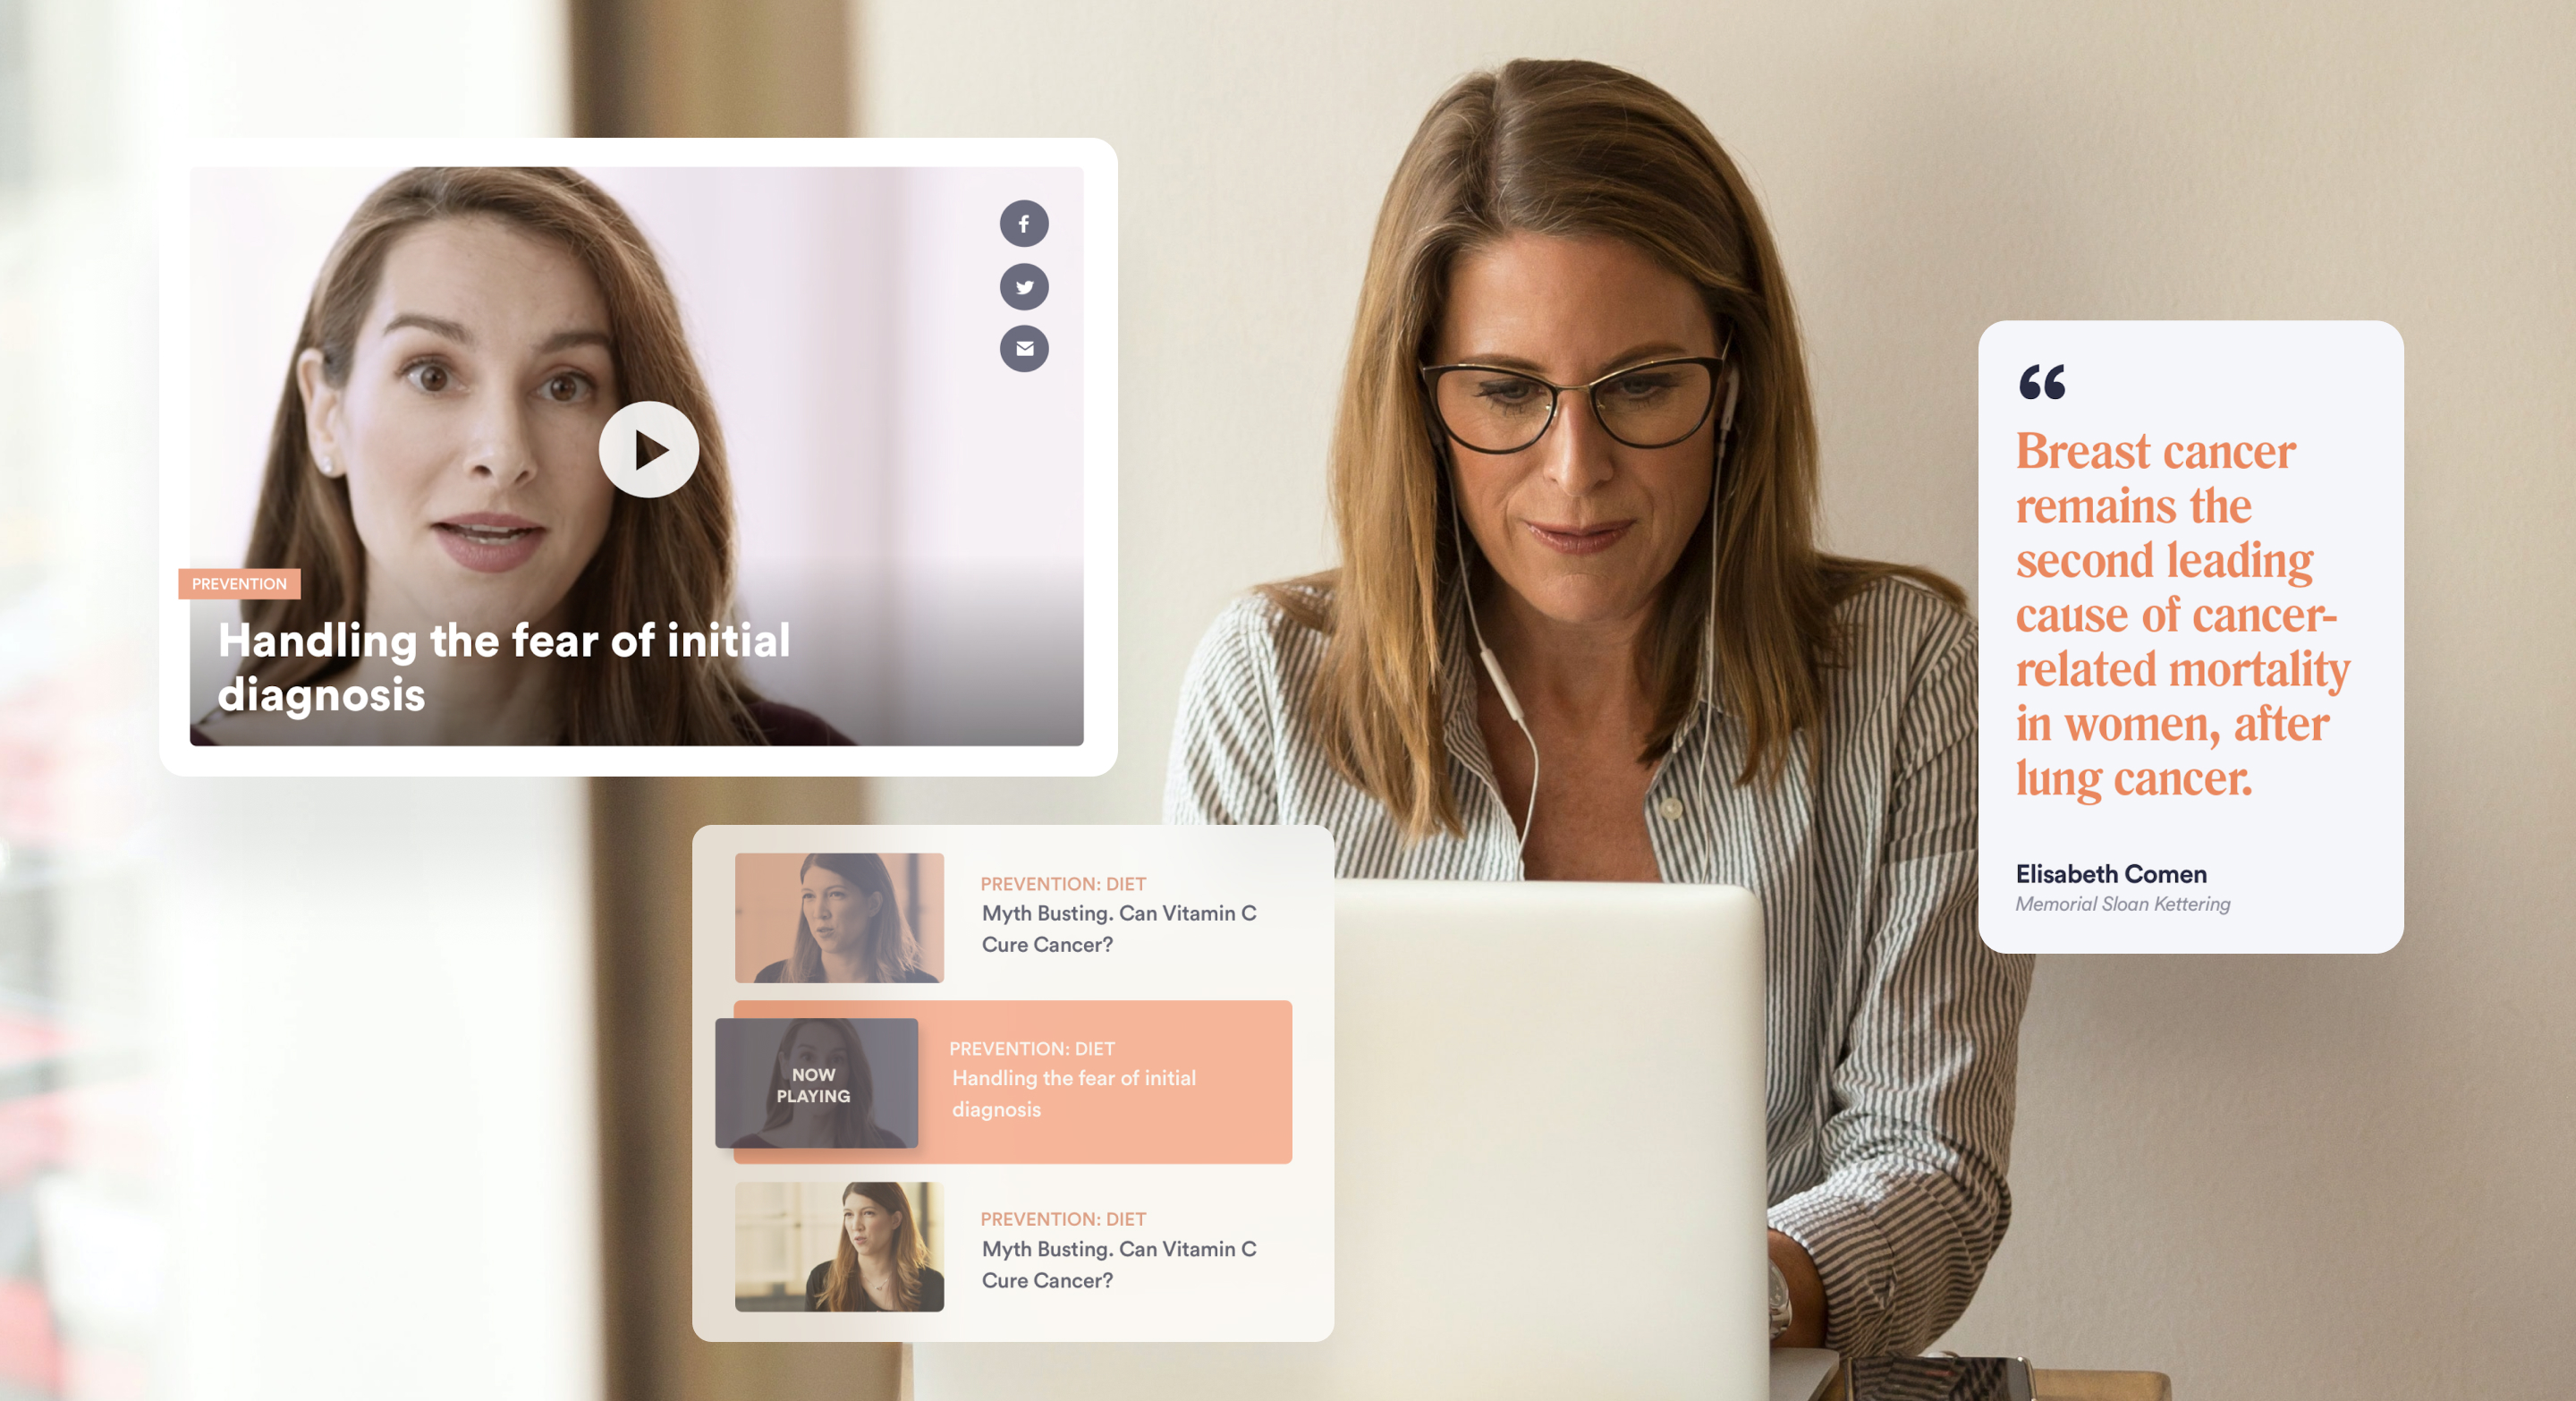 PREVENTION
Handling the fear of initial
diagnosis
PREVENTION: DIET
Myth Busting. Can Vitamin C
Cure Cancer?
NOW
PLAYING
PREVENTION: DIET
Handling the fear of initial
diagnosis
PREVENTION: DIET
Myth Busting. Can Vitamin C
Cure Cancer?
“
Breast cancer
remains the
second leading
cause of cancer-
related mortality
in women, after
lung cancer.
Elisabeth Comen
Memorial Sloan Kettering